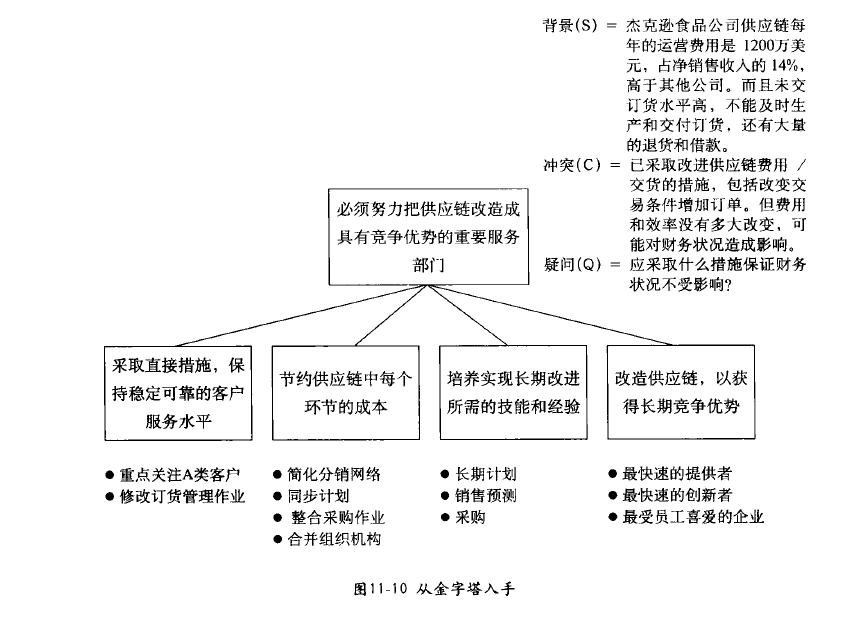 背景(S) = 杰克逊食品公司供应链每
年的运营费用是 1200万美
元，占净销售收入的 14%，
高于其他公司。而且未交
订货水平高，不能及时生
产和交付订货，还有大量
的退货和借款。
冲突(C) = 已采取改进供应链费用 /
交货的措施，包括改变交
易条件增加订单。但费用
和效率没有多大改变，可
能对财务状况造成影响。
疑问(Q) = 应采取什么措施保证财务
状况不受影响?
必须努力把供应链改造成
具有竞争优势的重要服务
部门
采取直接措施，保
持稳定可靠的客户
服务水平
节约供应链中每个
环节的成本
培养实现长期改进
所需的技能和经验
改造供应链，以获
得长期竞争优势
● 重点关注A类客户
● 修改订货管理作业
● 简化分销网络
● 同步计划
● 整合采购作业
● 合并组织机构
● 长期计划
● 销售预测
● 采购
● 最快速的提供者
● 最快速的创新者
● 最受员工喜爱的企业
图11-10 从金字塔入手